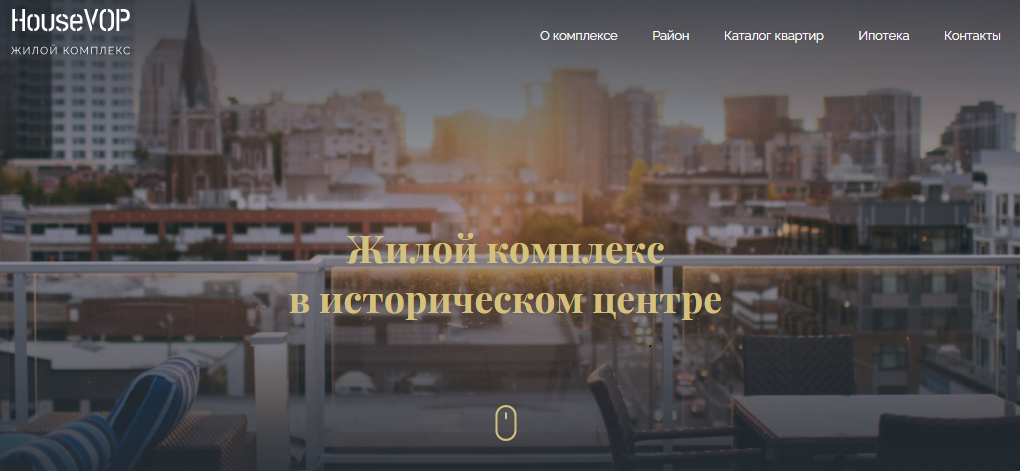 HouseVOP
ЖИЛОЙ КОМПЛЕКС
О комплексе Район Каталог квартир Ипотека Контакты
Жилой комплекс
в историческом центре